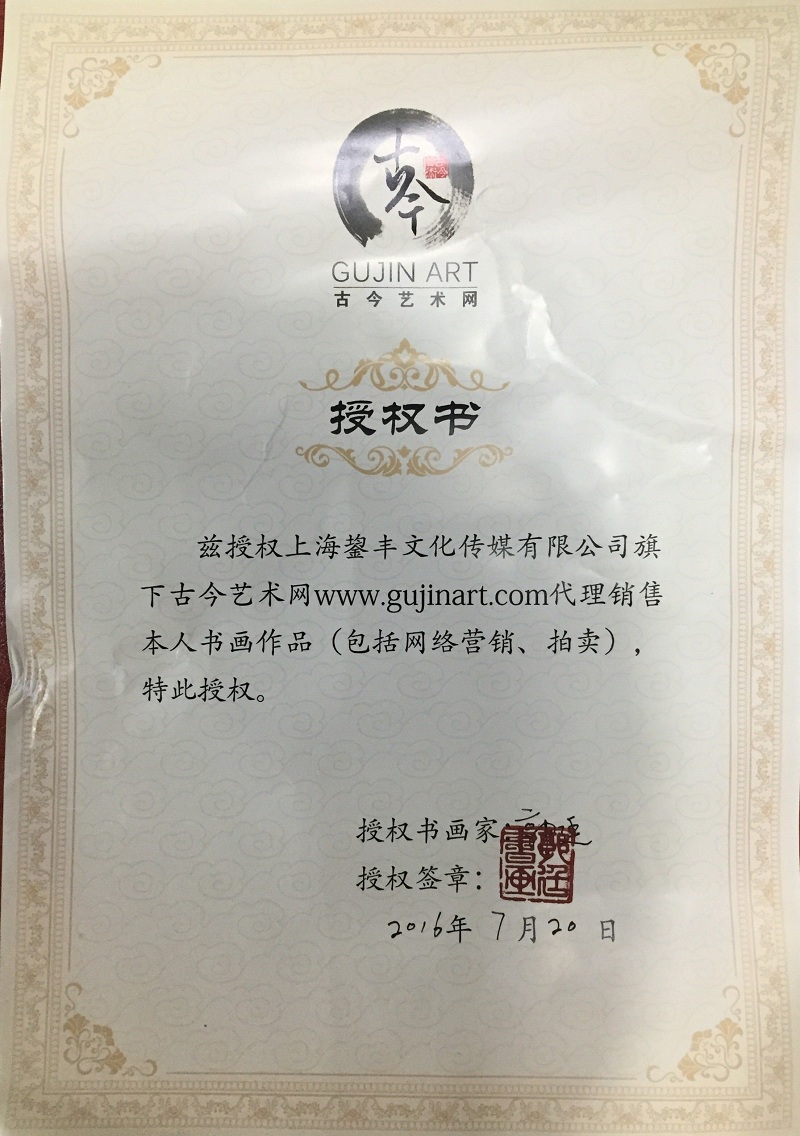 古今
GUJIN ART
古今艺术网
授权书
兹授权上海鋆丰文化传媒有限公司旗
下古今艺术网www.gujinart.com代理销售
本人书画作品（包括网络营销、拍卖），
特此授权。
授权书画家:
授权签章：
2016年 7月20日